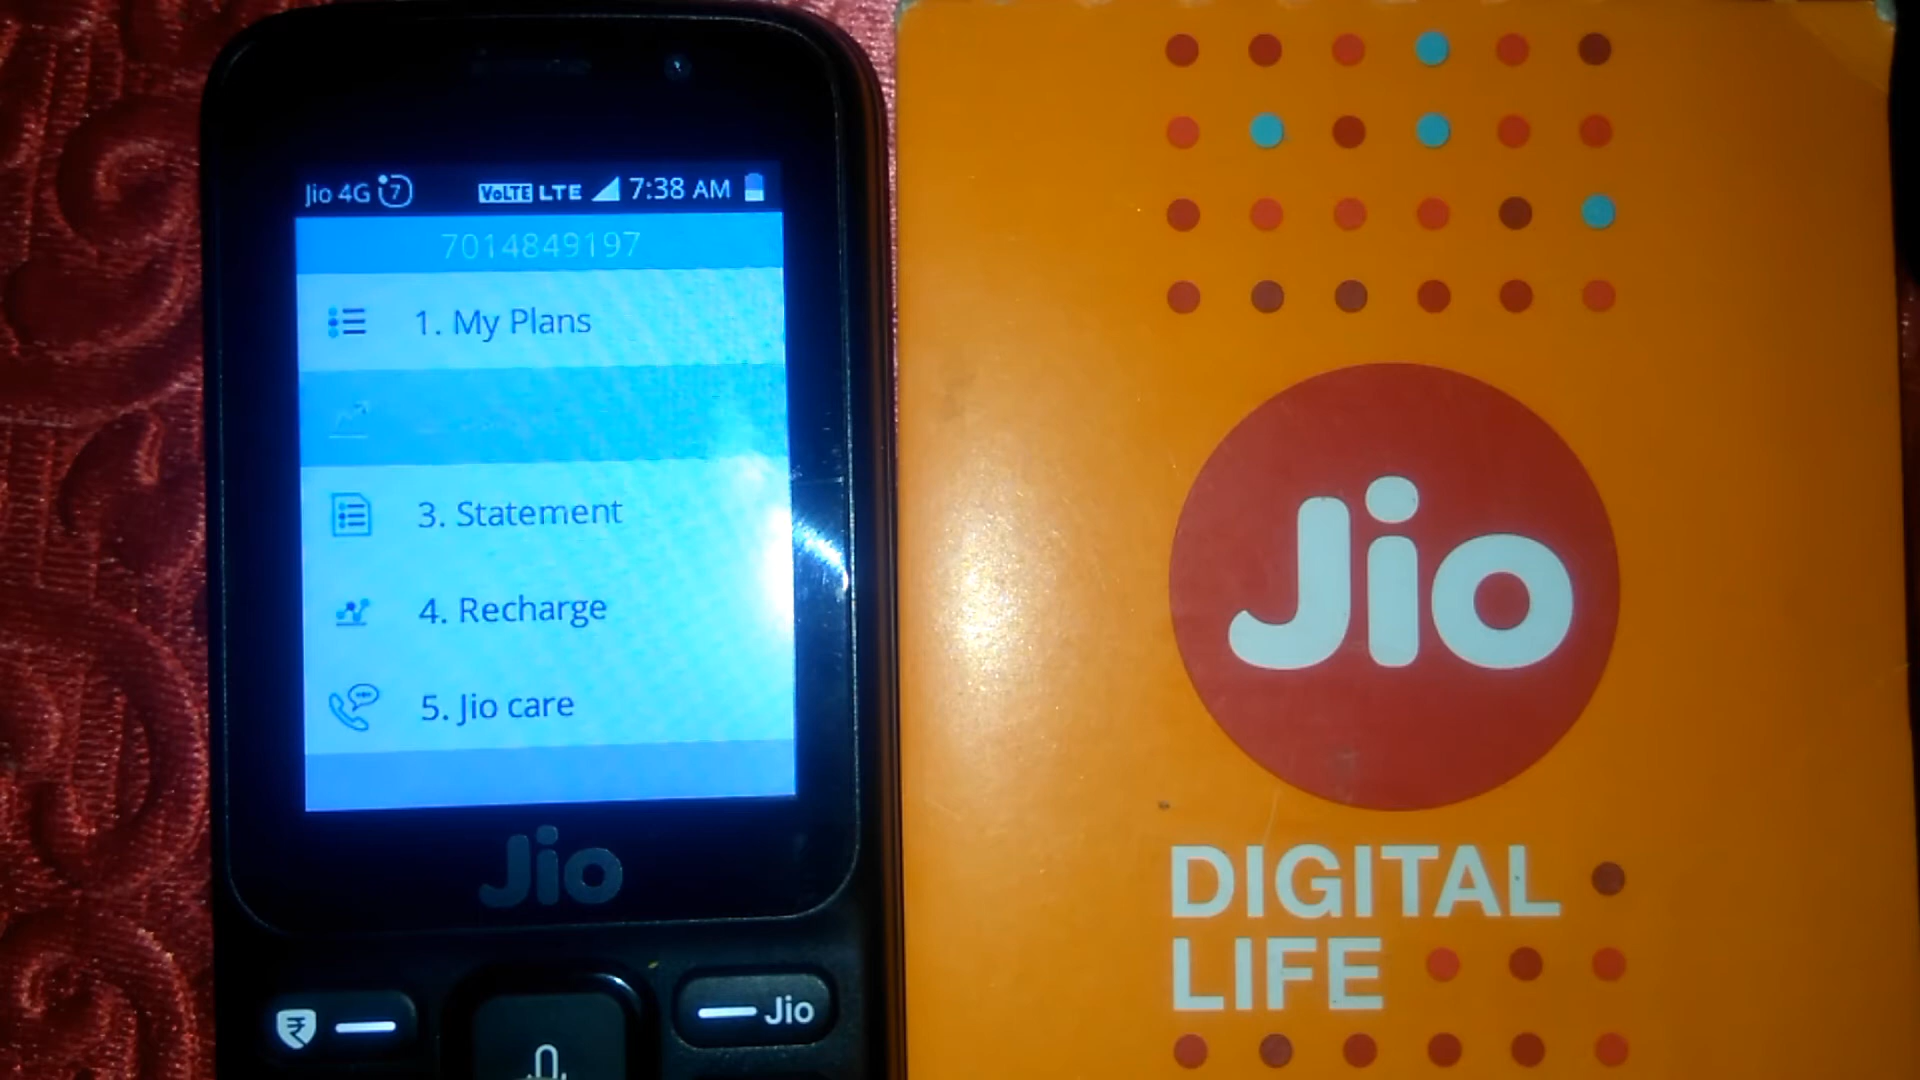 Jio 4G 7 VoLTE LTE 7:38 AM
7014849197
1. My Plans
3. Statement
4. Recharge
5. Jio care
Jio
₹
Jio
Jio
DIGITAL
LIFE